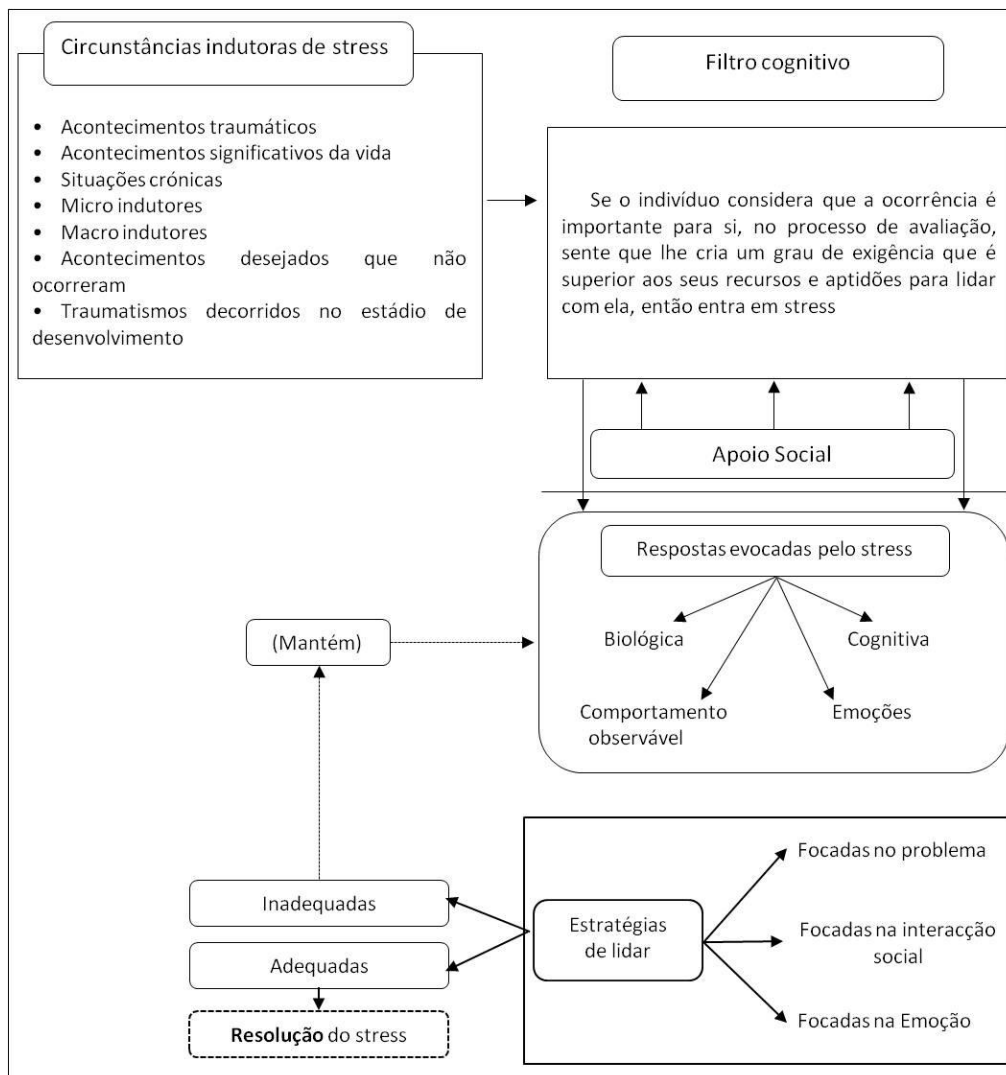 Circunstâncias indutoras de stress
• Acontecimentos traumáticos
• Acontecimentos significativos da vida
• Situações crónicas
• Micro indutores
• Macro indutores
• Acontecimentos desejados que não
ocorreram
• Traumatismos decorridos no estádio de
desenvolvimento
Filtro cognitivo
Se o indivíduo considera que a ocorrência é
importante para si, no processo de avaliação,
sente que lhe cria um grau de exigência que é
superior aos seus recursos e aptidões para lidar
com ela, então entra em stress
Apoio Social
Respostas evocadas pelo stress
Biológica
Cognitiva
Comportamento
observável
Emoções
(Mantém)
Inadequadas
Adequadas
Resolução do stress
Estratégias
de lidar
Focadas no problema
Focadas na interacção
social
Focadas na Emoção